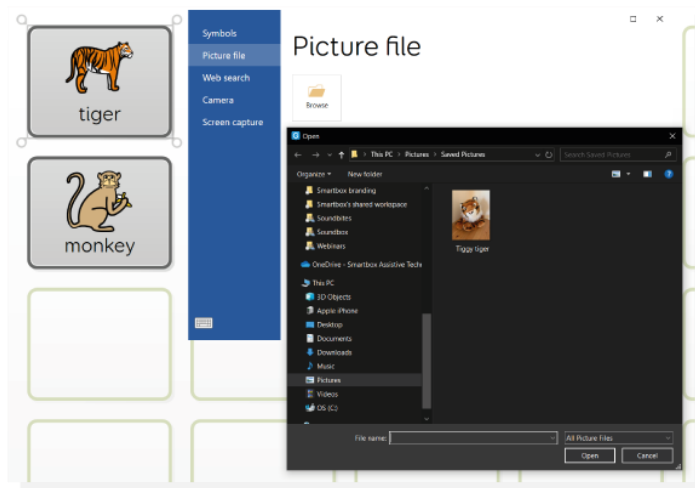 tiger
monkey
Symbols
Picture file
Web search
Camera
Screen capture
Picture file
Browse
Open
This PC > Pictures > Saved Pictures
Search Saved Pictures
Organize
New folder
Smartbox branding
Smartbox's shared workspace
Soundbites
Soundbox
Webinars
OneDrive - Smartbox Assistive Techn
This PC
3D Objects
Apple iPhone
Desktop
Documents
Downloads
Music
Pictures
Videos
OS (C:)
Tiggy tiger
File name:
All Picture Files
Open
Cancel